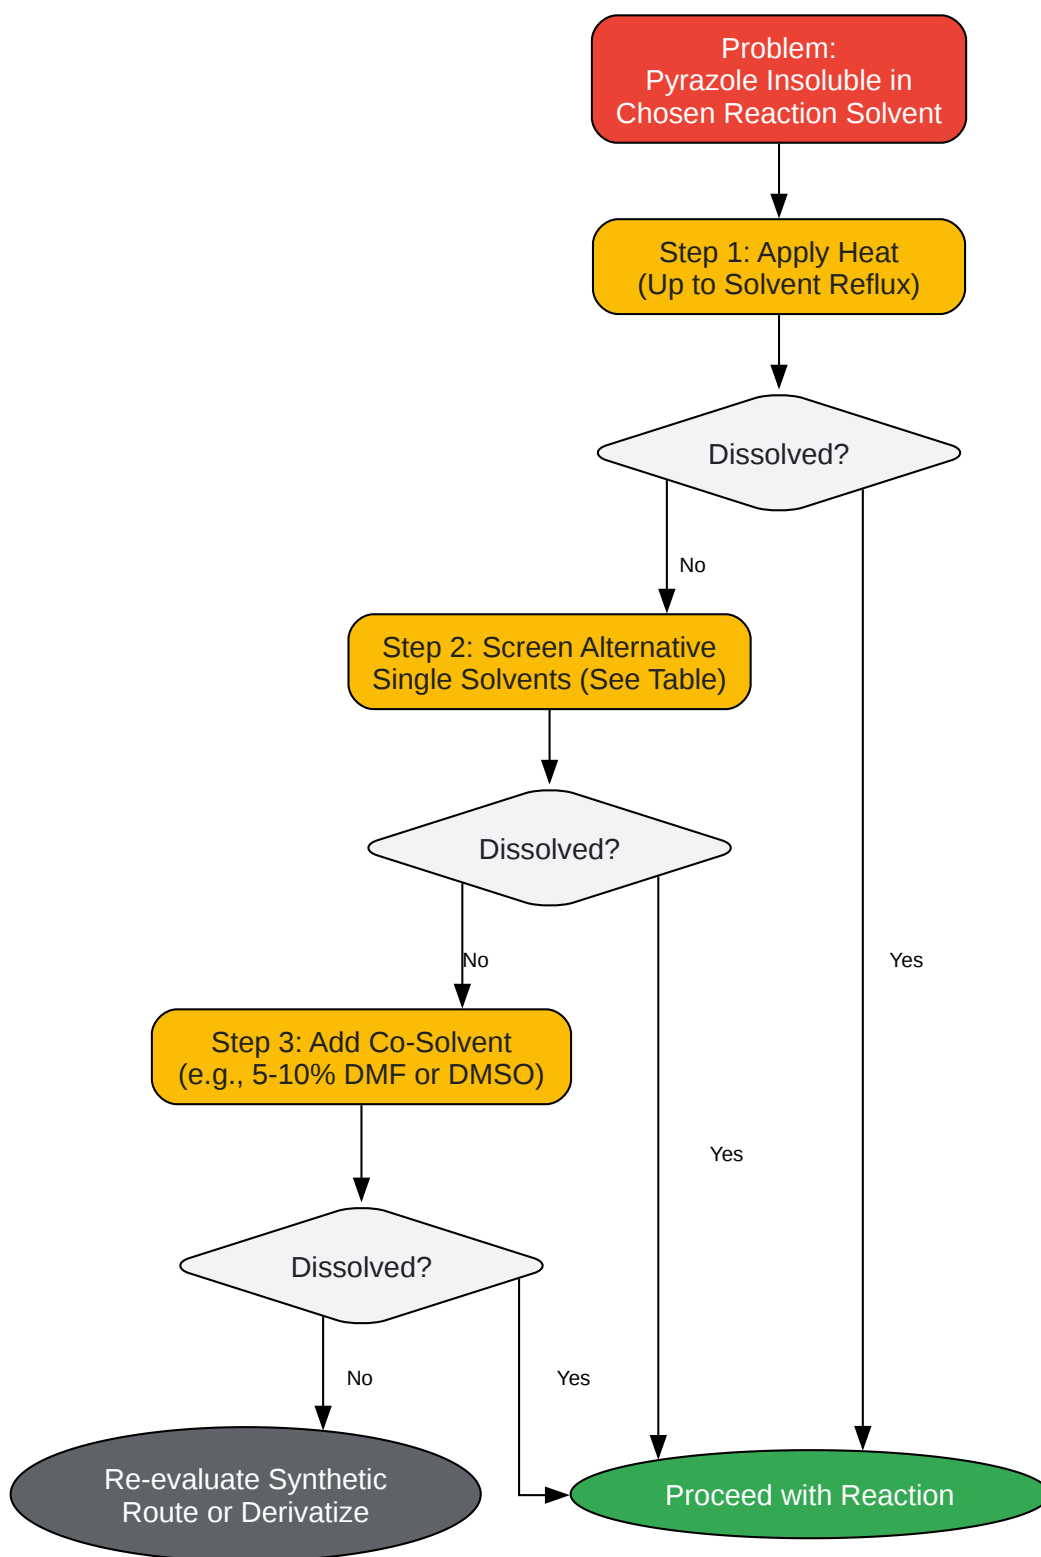 Problem:
Pyrazole Insoluble in
Chosen Reaction Solvent
Step 1: Apply Heat
(Up to Solvent Reflux)
Dissolved?
No
Step 2: Screen Alternative
Single Solvents (See Table)
Dissolved?
No
Yes
Step 3: Add Co-Solvent
(e.g., 5-10% DMF or DMSO)
Yes
Dissolved?
No
Yes
Re-evaluate Synthetic
Route or Derivatize
Proceed with Reaction